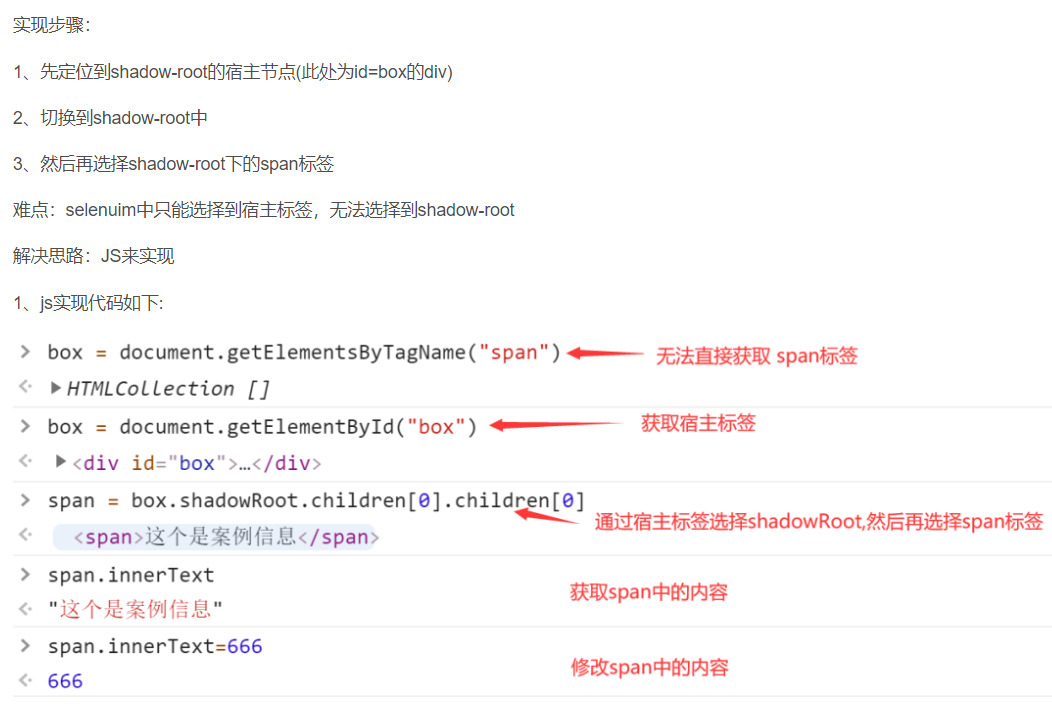 实现步骤：
1、先定位到shadow-root的宿主节点(此处为id=box的div)
2、切换到shadow-root中
3、然后再选择shadow-root下的span标签
难点：selenuim中只能选择到宿主标签，无法选择到shadow-root
解决思路：JS来实现
1、js实现代码如下:
> box = document.getElementsByTagName("span") 无法直接获取 span标签
<· ▶HTMLCollection []
> box = document.getElementById("box") 获取宿主标签
<· ▶<div id="box">…</div>
> span = box.shadowRoot.children[0].children[0]
通过宿主标签选择shadowRoot,然后再选择span标签
<· <span>这个是案例信息</span>
> span.innerText
获取span中的内容
<· "这个是案例信息"
> span.innerText=666
修改span中的内容
<· 666